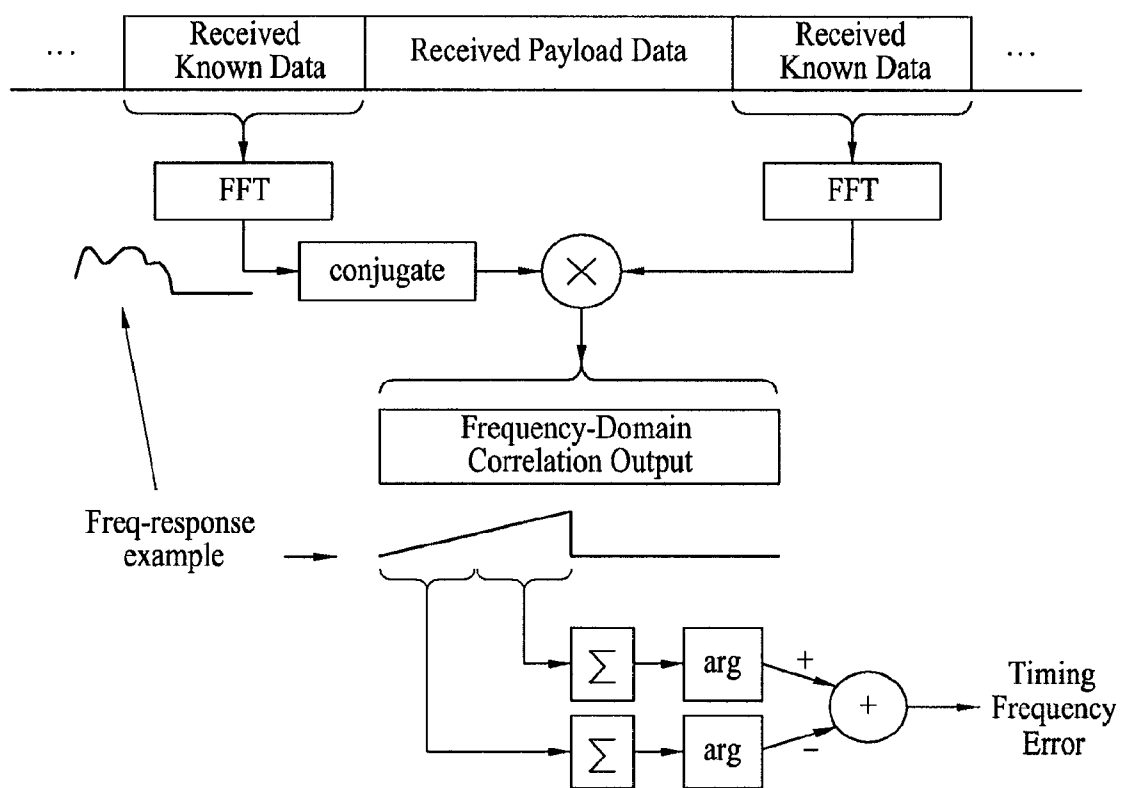 ...
Received
Known Data
Received Payload Data
Received
Known Data
...
FFT
FFT
conjugate
×
Frequency-Domain
Correlation Output
Freq-response
example
∑
arg
+
+
Timing
Frequency
Error
∑
arg
−